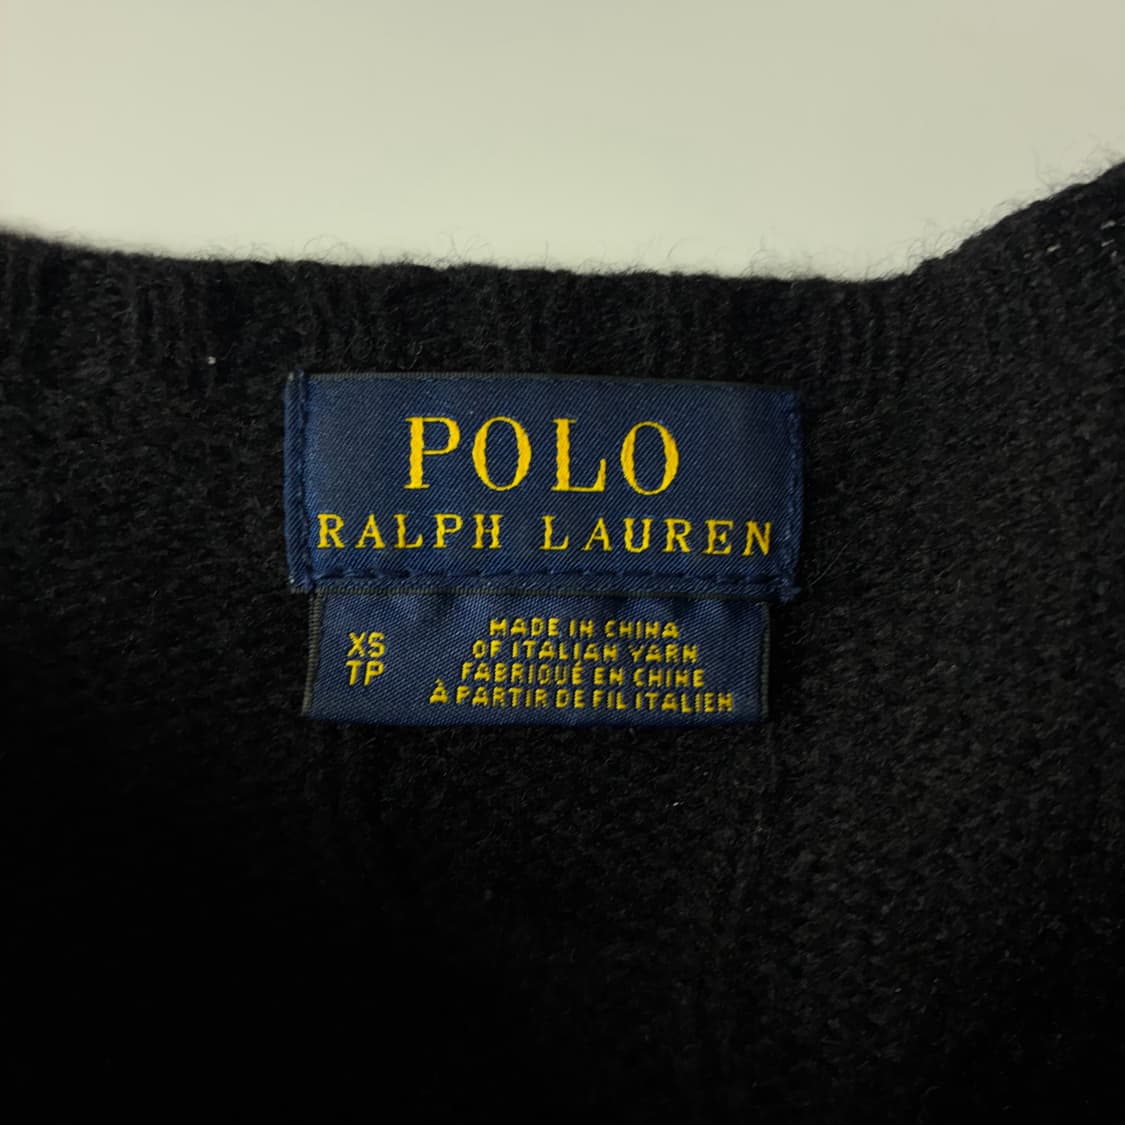 POLO
RALPH LAUREN
XS
TP
MADE IN CHINA
OF ITALIAN YARN
FABRIQUÉ EN CHINE
À PARTIR DE FIL ITALIEN